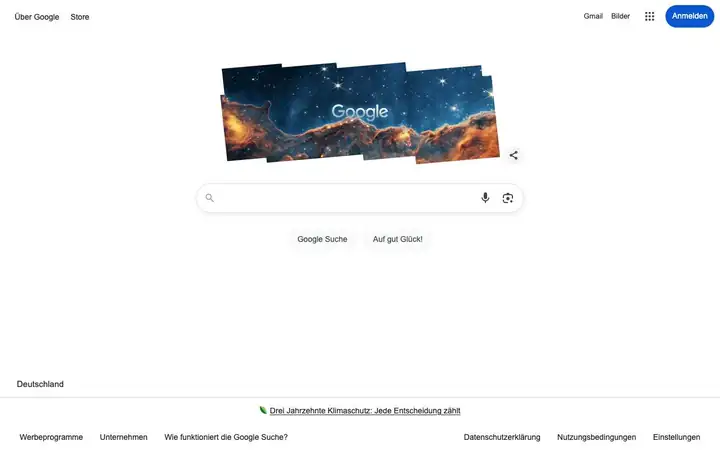 Über Google Store Gmail Bilder Anmelden
Google
Google Suche Auf gut Glück!
Deutschland
Drei Jahrzehnte Klimaschutz: Jede Entscheidung zählt
Werbeprogramme Unternehmen Wie funktioniert die Google Suche? Datenschutzerklärung Nutzungsbedingungen Einstellungen